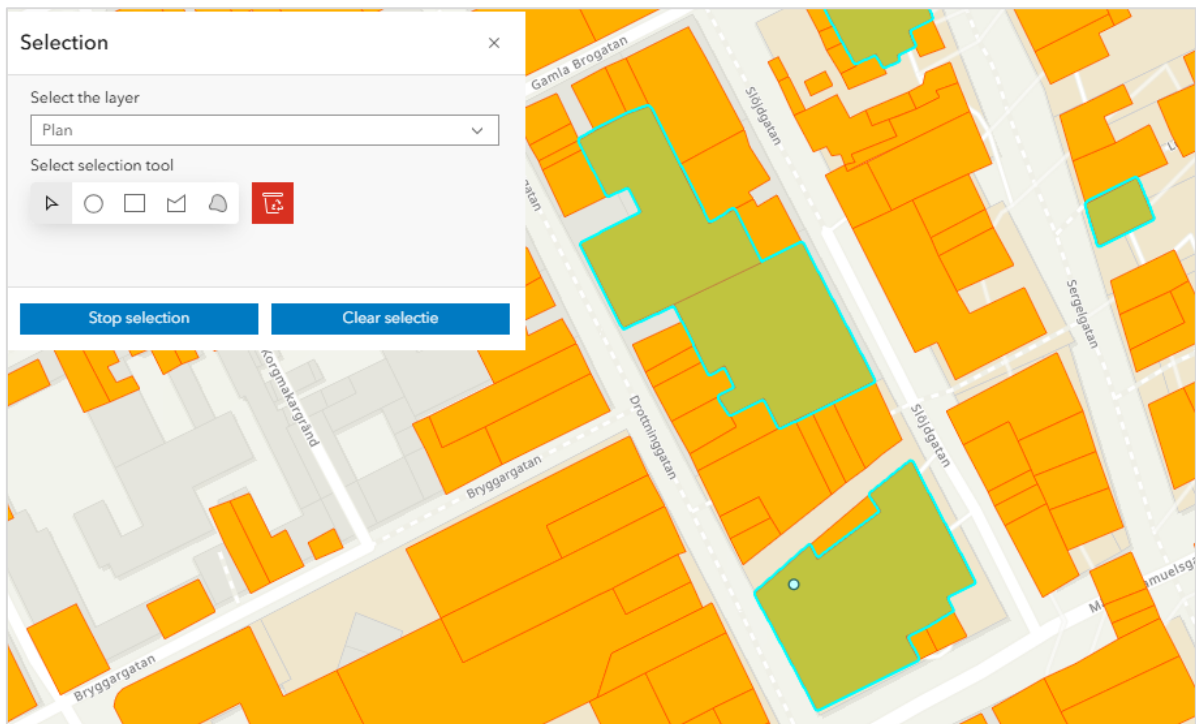 Selection
Select the layer
Plan
Select selection tool
Stop selection
Clear selectie
Gamla Brogatan
Slöjdgatan
Sergelgatan
Korgmakargränd
Drottninggatan
Slöjdgatan
Bryggargatan
Bryggargatan